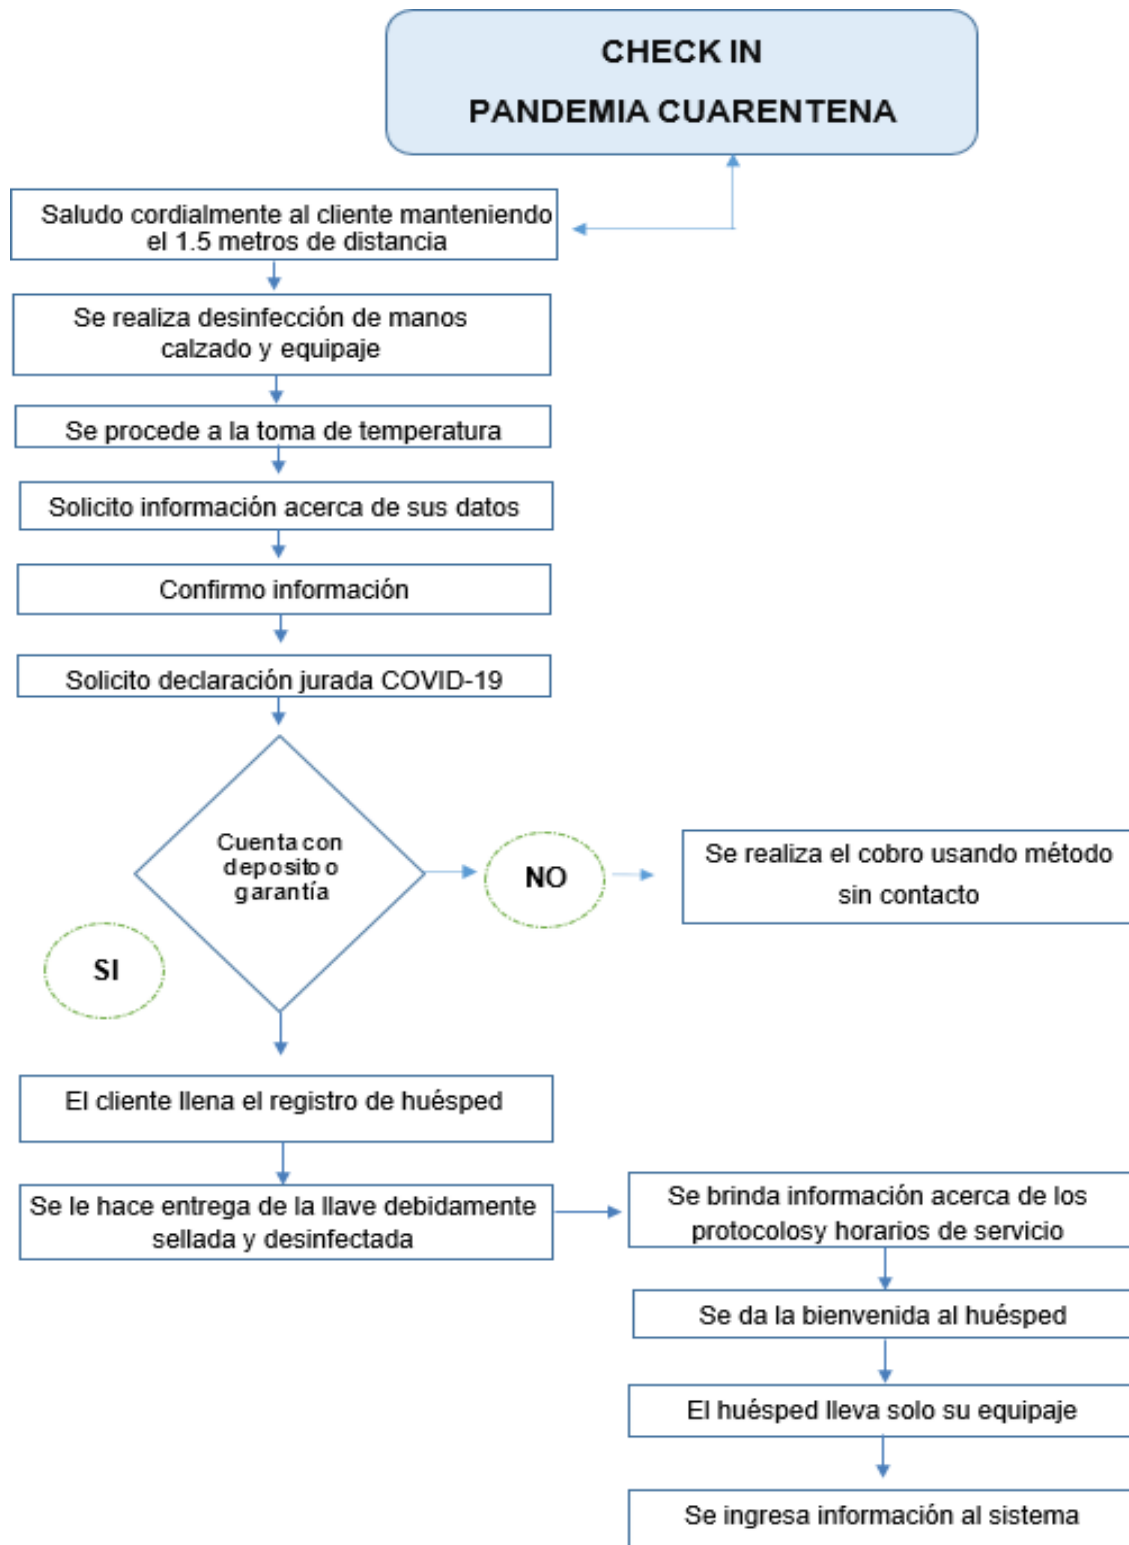 CHECK IN
PANDEMIA CUARENTENA
Saludo cordialmente al cliente manteniendo
el 1.5 metros de distancia
Se realiza desinfección de manos
calzado y equipaje
Se procede a la toma de temperatura
Solicito información acerca de sus datos
Confirmo información
Solicito declaración jurada COVID-19
Cuenta con
deposito o
garantía
NO
Se realiza el cobro usando método
sin contacto
SI
El cliente llena el registro de huésped
Se le hace entrega de la llave debidamente
sellada y desinfectada
Se brinda información acerca de los
protocolosy horarios de servicio
Se da la bienvenida al huésped
El huésped lleva solo su equipaje
Se ingresa información al sistema